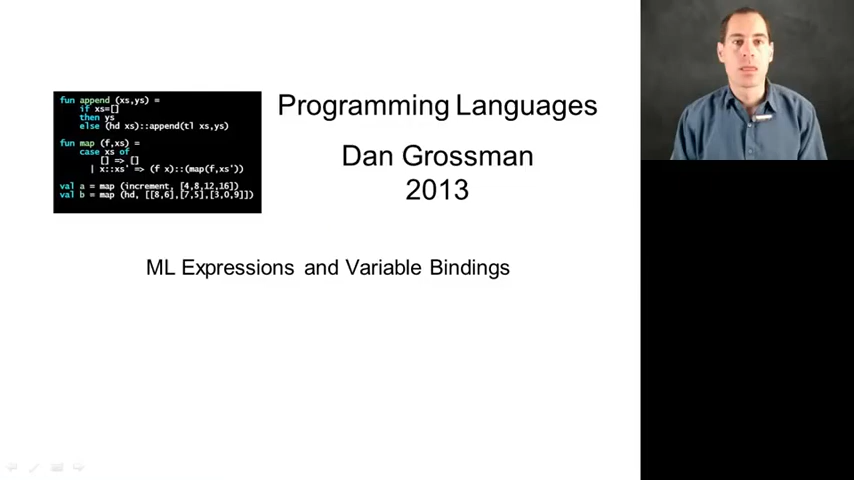 fun append (xs,ys) =
if xs=[]
then ys
else (hd xs)::append(tl xs,ys)
fun map (f,xs) =
case xs of
[] => []
| x::xs' => (f x)::(map(f,xs'))
val a = map (increment, [4,8,12,16])
val b = map (hd, [[8,6],[7,5],[3,0,9]])
Programming Languages
Dan Grossman
2013
ML Expressions and Variable Bindings